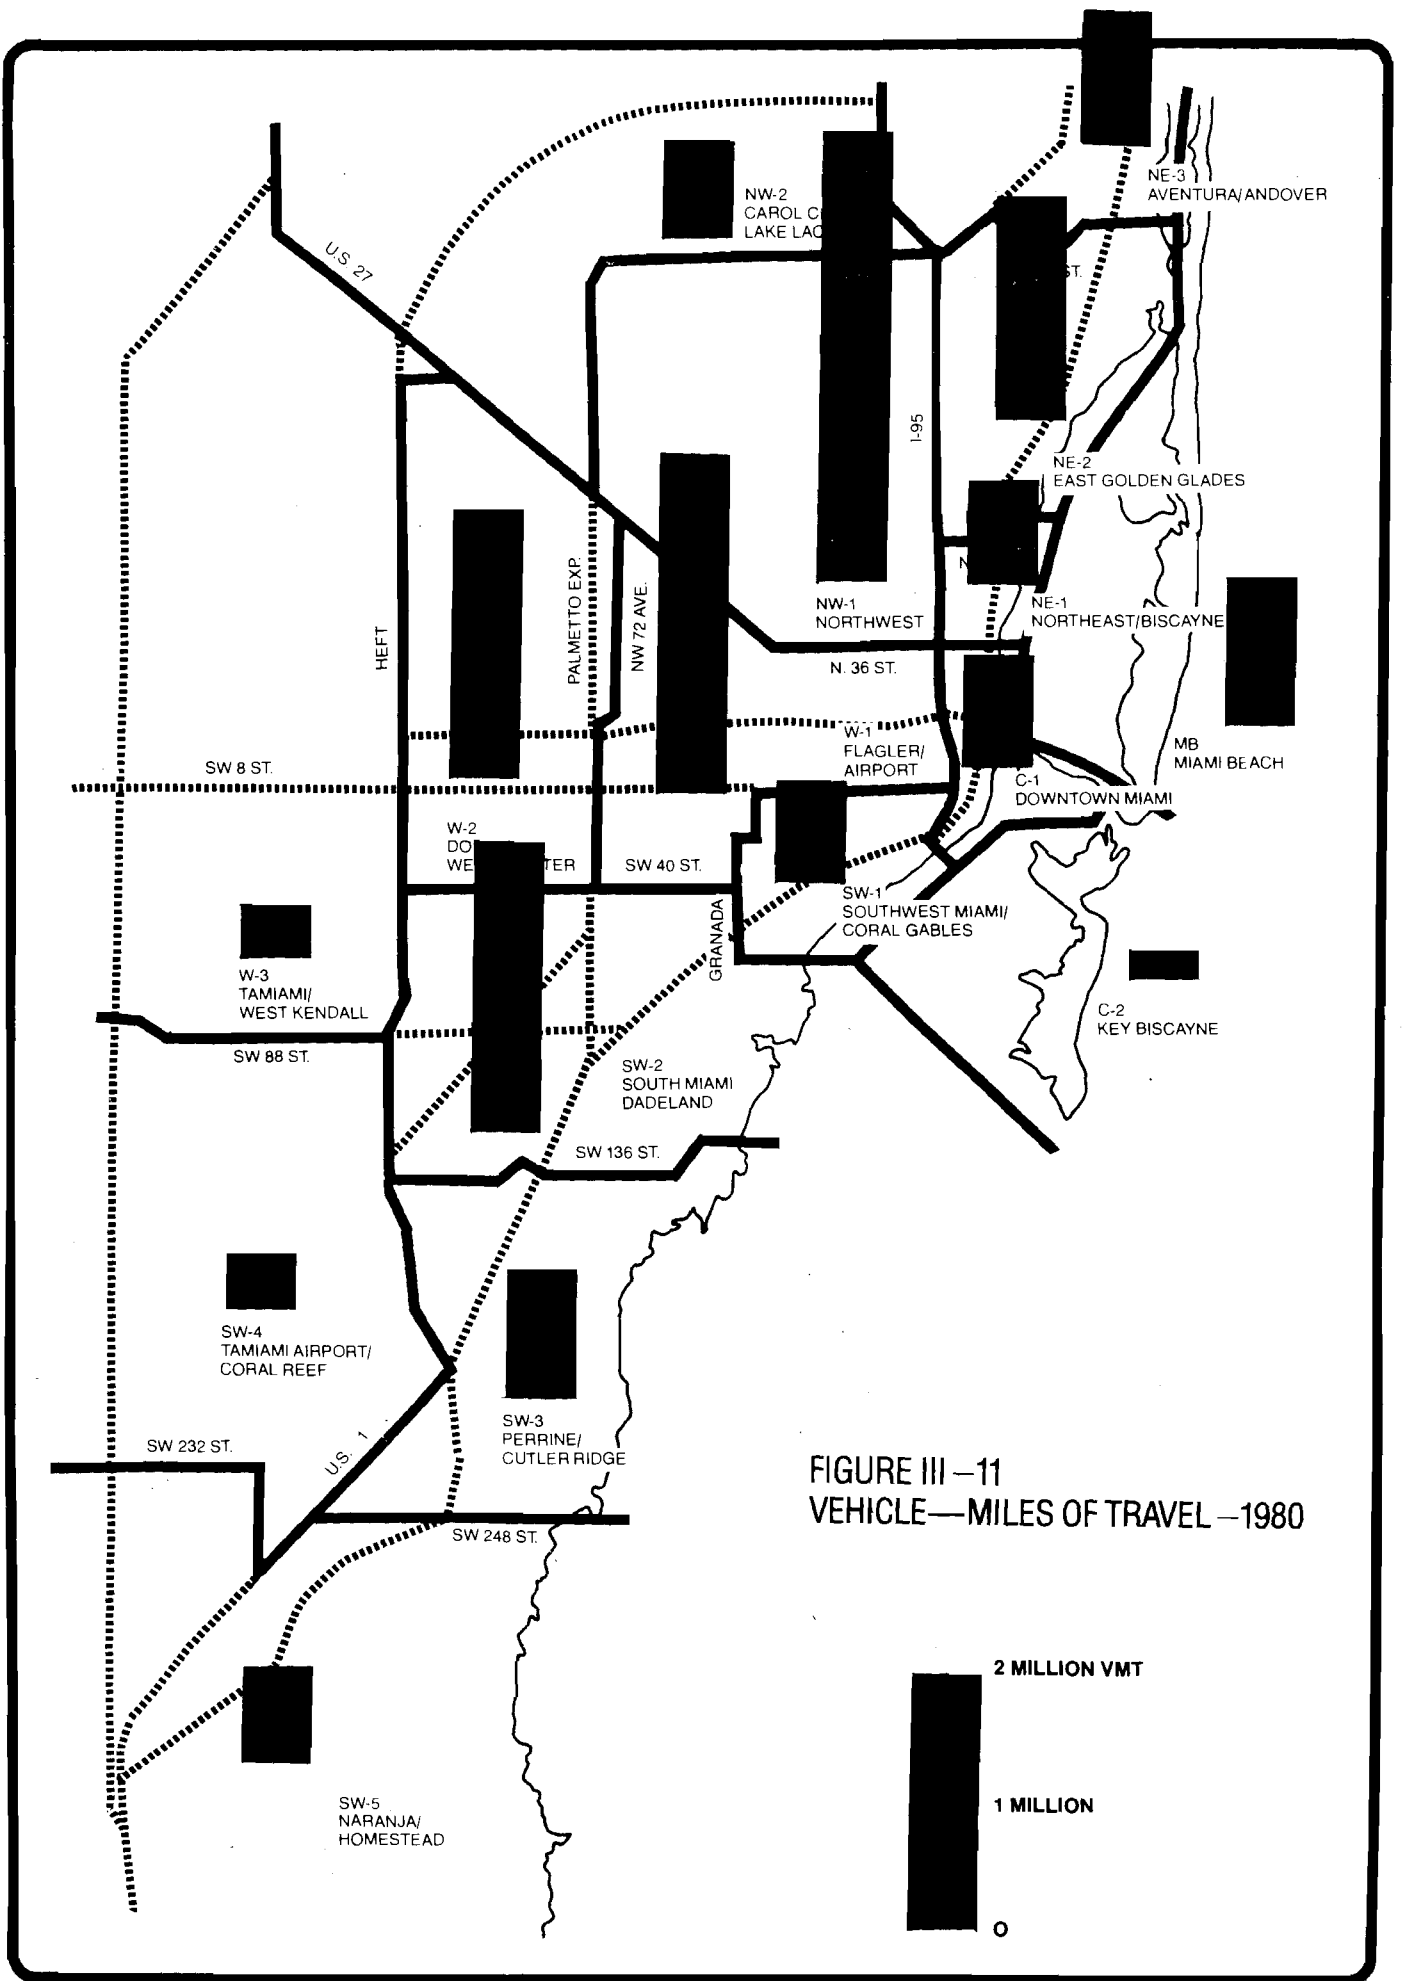 NE-3
AVENTURA/ANDOVER
NW-2
CAROL
LAKE
U.S. 27
ST.
I-95
NE-2
EAST GOLDEN GLADES
PALMETTO EXP.
NW 72 AVE.
HEFT
NW-1
NORTHWEST
NE-1
NORTHEAST/BISCAYNE
N. 36 ST.
W-1
FLAGLER/
AIRPORT
MB
MIAMI BEACH
SW 8 ST.
C-1
DOWNTOWN MIAMI
W-2
SW 40 ST.
SW-1
SOUTHWEST MIAMI/
CORAL GABLES
GRANADA
W-3
TAMIAMI/
WEST KENDALL
C-2
KEY BISCAYNE
SW 88 ST.
SW-2
SOUTH MIAMI
DADELAND
SW 136 ST.
SW-4
TAMIAMI AIRPORT/
CORAL REEF
SW-3
PERRINE/
CUTLER RIDGE
SW 232 ST.
U.S. 1
SW 248 ST.
FIGURE III –11
VEHICLE—MILES OF TRAVEL –1980
2 MILLION VMT
1 MILLION
0
SW-5
NARANJA/
HOMESTEAD